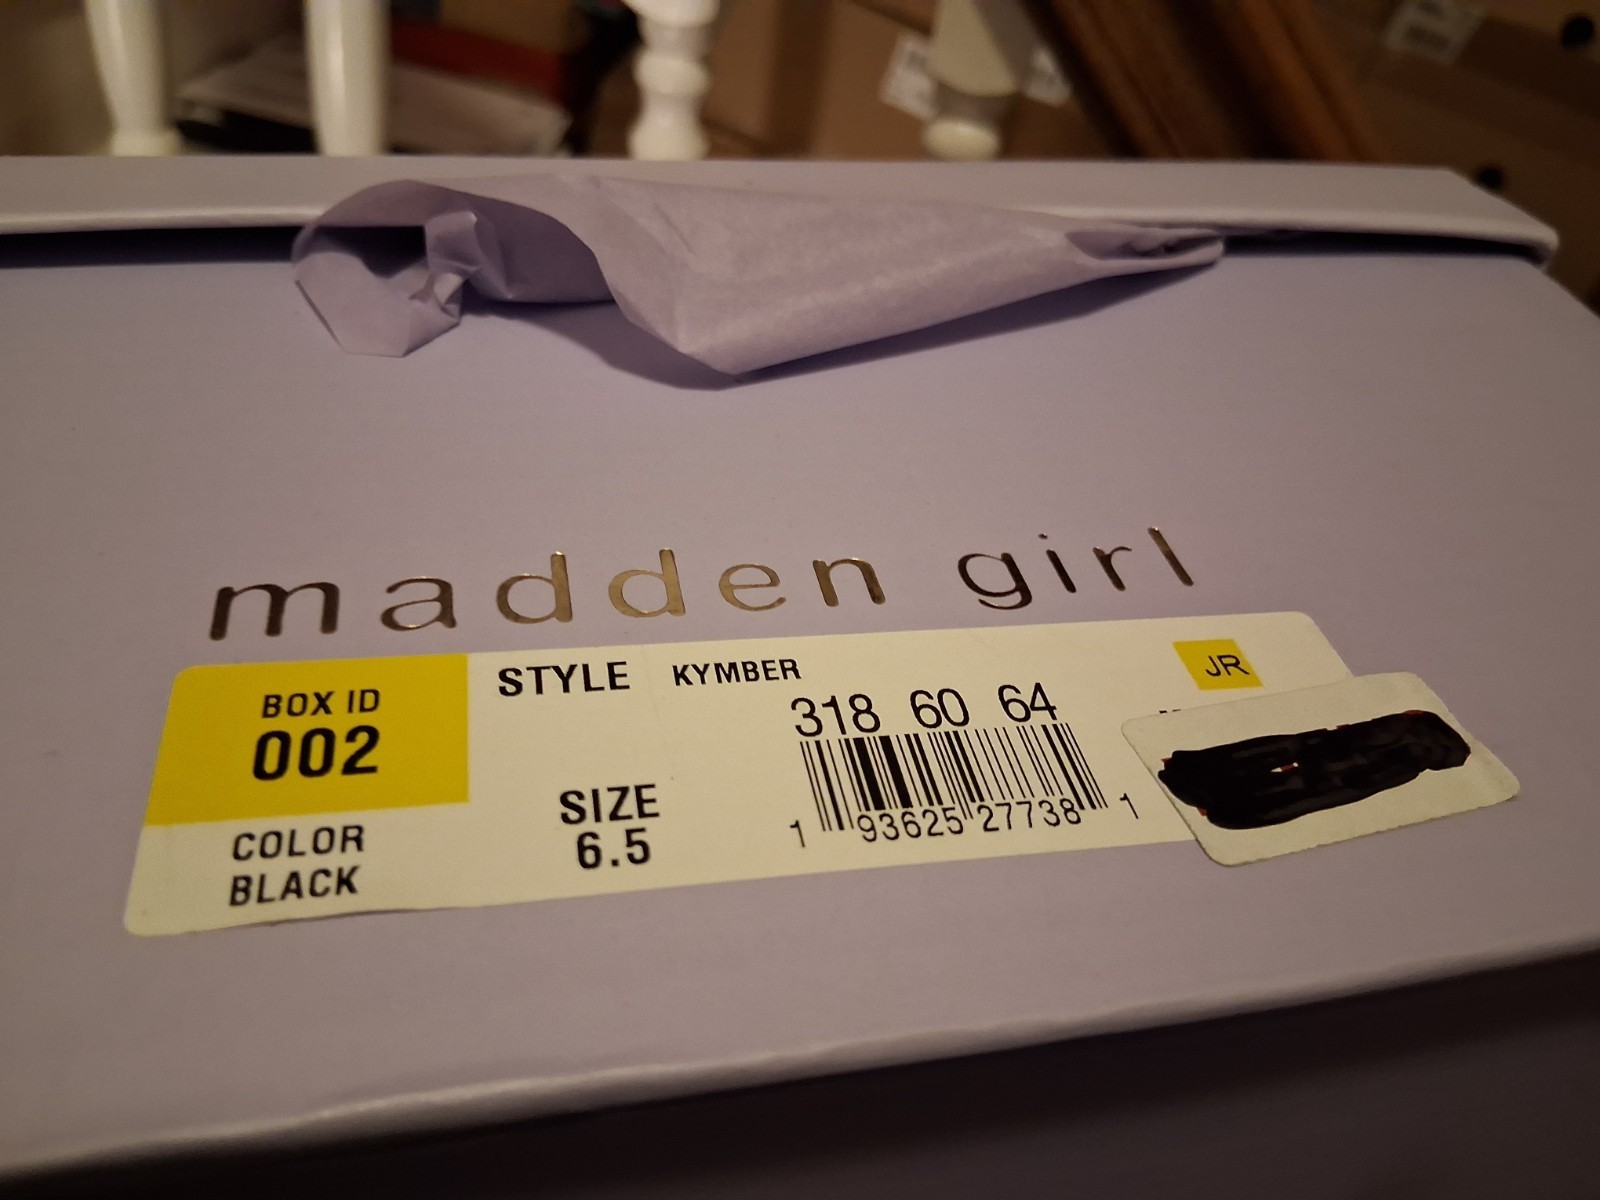 madden girl
BOX ID
002
COLOR
BLACK
STYLE KYMBER
SIZE
6.5
318 60 64
1 93625 27738 1
JR